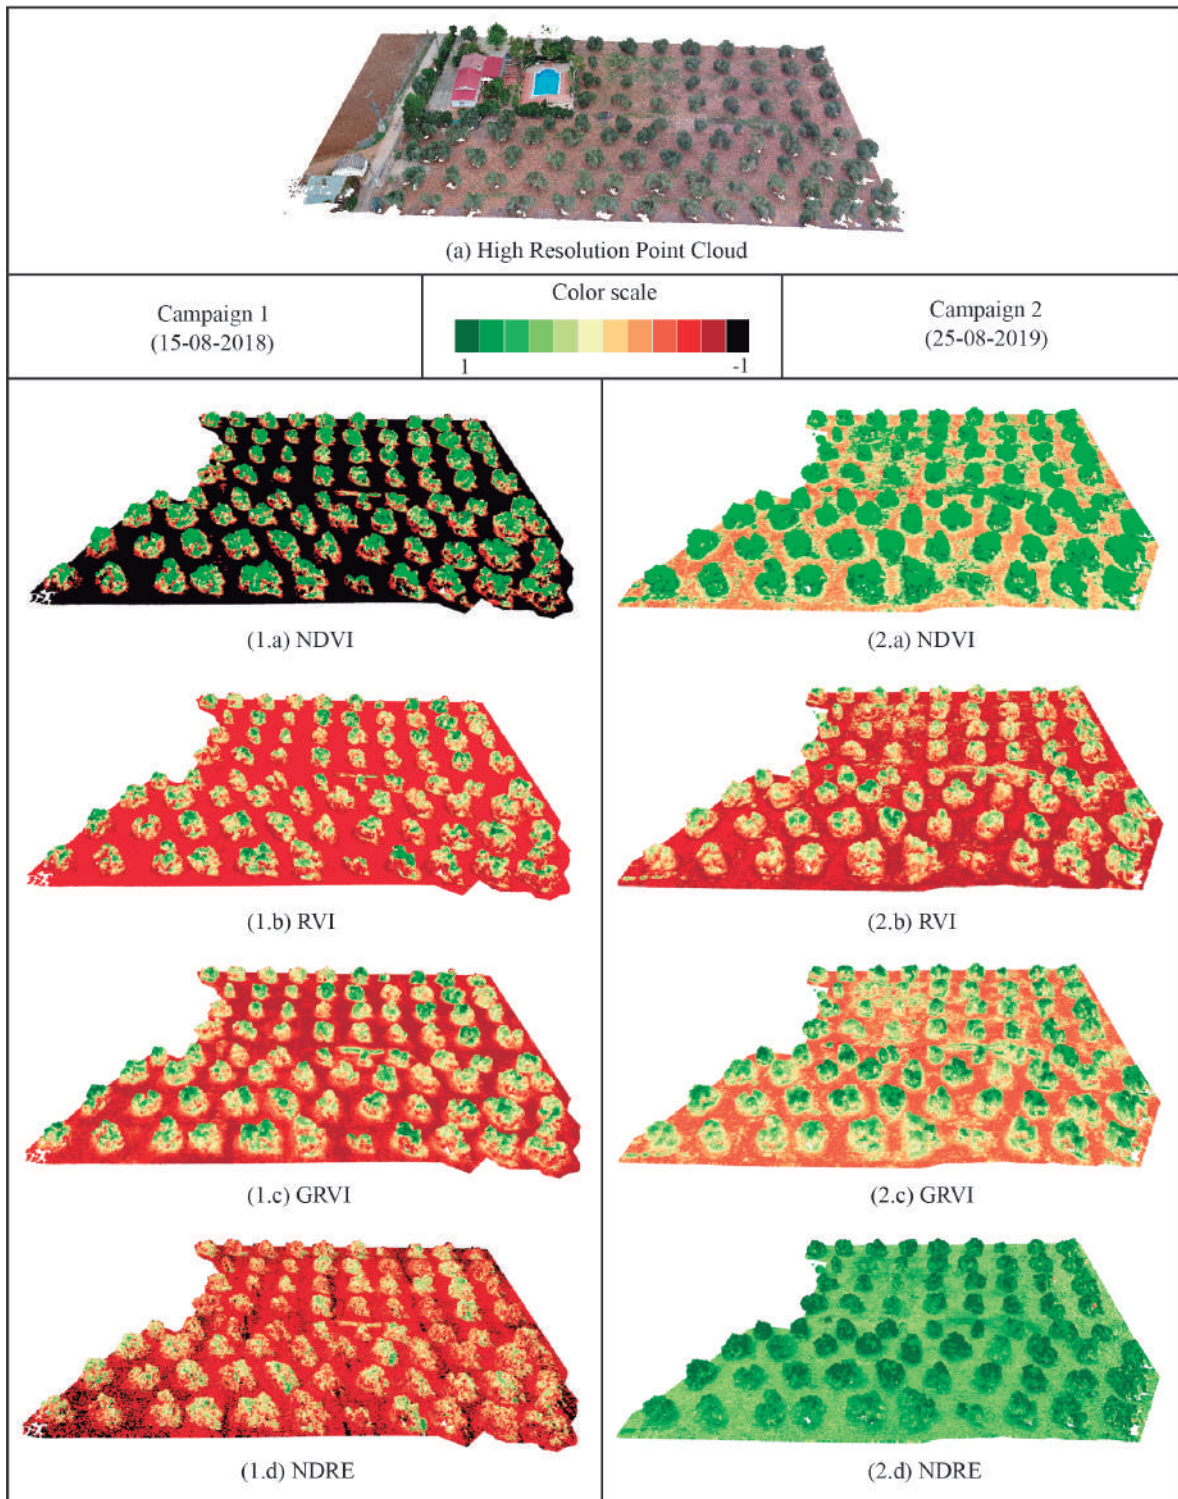 (a) High Resolution Point Cloud
Campaign 1
(15-08-2018)
Color scale
1
-1
Campaign 2
(25-08-2019)
(1.a) NDVI
(2.a) NDVI
(1.b) RVI
(2.b) RVI
(1.c) GRVI
(2.c) GRVI
(1.d) NDRE
(2.d) NDRE